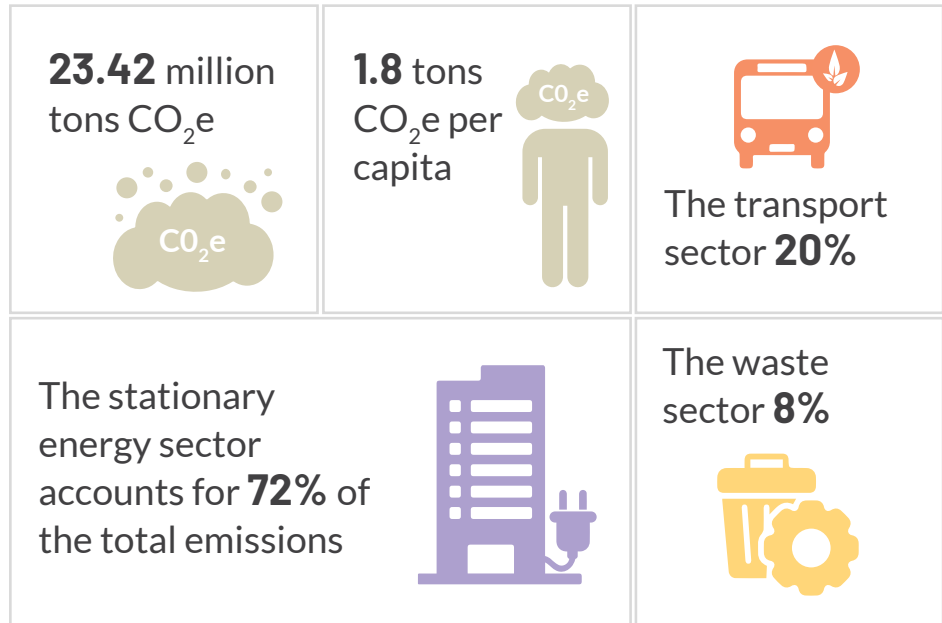 23.42 million
tons CO₂e
C0₂e
1.8 tons
CO₂e per
capita
C0₂e
The transport
sector 20%
The stationary
energy sector
accounts for 72% of
the total emissions
The waste
sector 8%